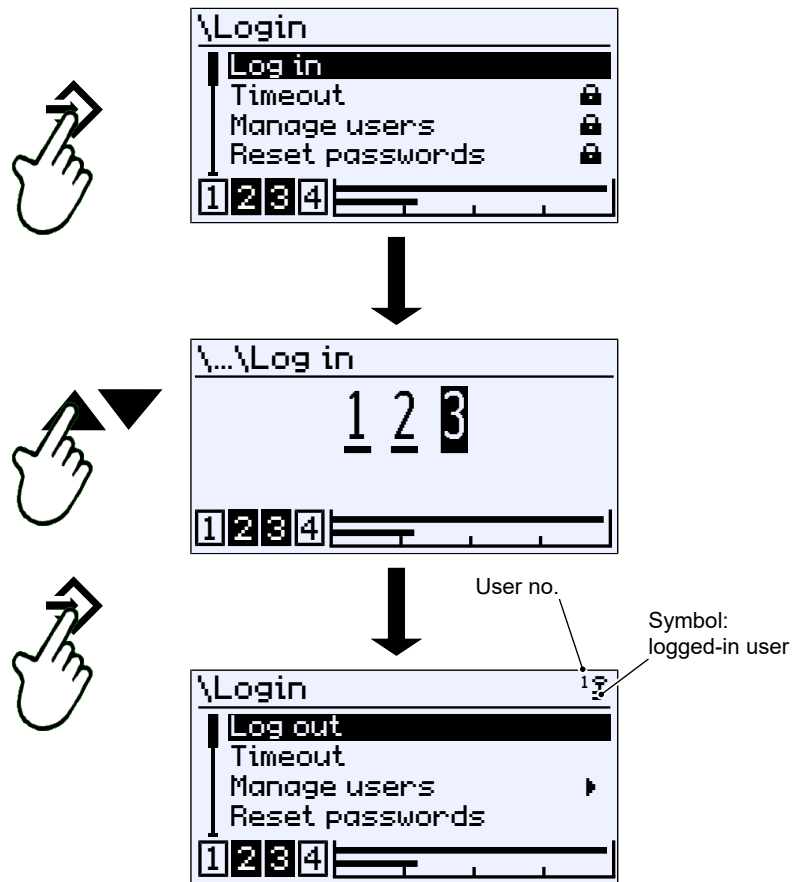 \Login
Log in
Timeout
Manage users
Reset passwords
1 2 3 4
\...\Log in
1 2 3
1 2 3 4
User no.
Symbol:
logged-in user
\Login 1
Log out
Timeout
Manage users
Reset passwords
1 2 3 4